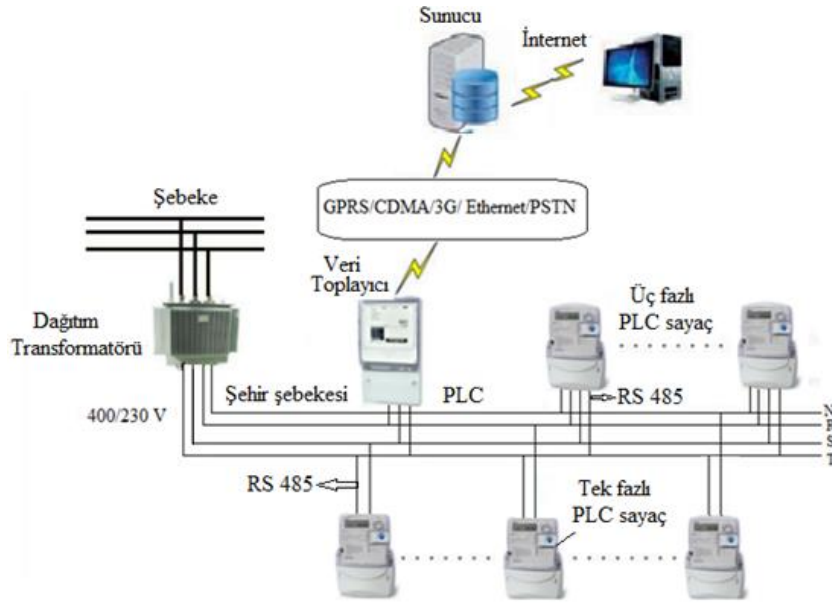 Sunucu
İnternet
GPRS/CDMA/3G/ Ethernet/PSTN
Şebeke
Veri
Toplayıcı
Dağıtım
Transformatörü
Üç fazlı
PLC sayaç
Şehir şebekesi
PLC
RS 485
400/230 V
N
R
S
T
RS 485
Tek fazlı
PLC sayaç